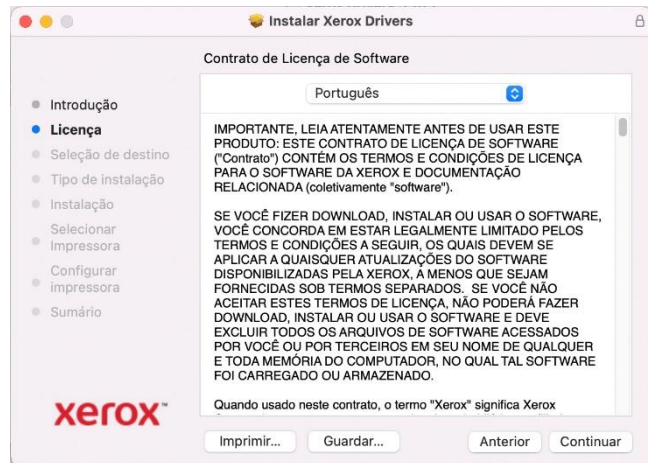 Instalar Xerox Drivers
Contrato de Licença de Software
Introdução
Licença
Seleção de destino
Tipo de instalação
Instalação
Selecionar
Impressora
Configurar
impressora
Sumário
xerox™
Português
IMPORTANTE, LEIA ATENTAMENTE ANTES DE USAR ESTE
PRODUTO: ESTE CONTRATO DE LICENÇA DE SOFTWARE
("Contrato") CONTÉM OS TERMOS E CONDIÇÕES DE LICENÇA
PARA O SOFTWARE DA XEROX E DOCUMENTAÇÃO
RELACIONADA (coletivamente "software").
SE VOCÊ FIZER DOWNLOAD, INSTALAR OU USAR O SOFTWARE,
VOCÊ CONCORDA EM ESTAR LEGALMENTE LIMITADO PELOS
TERMOS E CONDIÇÕES A SEGUIR, OS QUAIS DEVEM SE
APLICAR A QUAISQUER ATUALIZAÇÕES DO SOFTWARE
DISPONIBILIZADAS PELA XEROX, A MENOS QUE SEJAM
FORNECIDAS SOB TERMOS SEPARADOS. SE VOCÊ NÃO
ACEITAR ESTES TERMOS DE LICENÇA, NÃO PODERÁ FAZER
DOWNLOAD, INSTALAR OU USAR O SOFTWARE E DEVE
EXCLUIR TODOS OS ARQUIVOS DE SOFTWARE ACESSADOS
POR VOCÊ OU POR TERCEIROS EM SEU NOME DE QUALQUER
E TODA MEMÓRIA DO COMPUTADOR, NO QUAL TAL SOFTWARE
FOI CARREGADO OU ARMAZENADO.
Quando usado neste contrato, o termo "Xerox" significa Xerox
Imprimir...
Guardar...
Anterior
Continuar